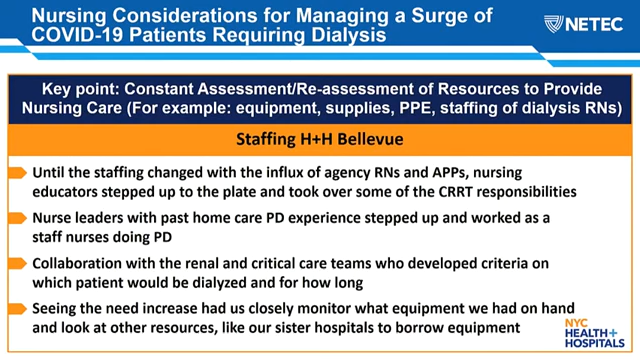 Nursing Considerations for Managing a Surge of
COVID-19 Patients Requiring Dialysis
NETEC
Key point: Constant Assessment/Re-assessment of Resources to Provide
Nursing Care (For example: equipment, supplies, PPE, staffing of dialysis RNs)
Staffing H+H Bellevue
Until the staffing changed with the influx of agency RNs and APPs, nursing
educators stepped up to the plate and took over some of the CRRT responsibilities
Nurse leaders with past home care PD experience stepped up and worked as a
staff nurses doing PD
Collaboration with the renal and critical care teams who developed criteria on
which patient would be dialyzed and for how long
Seeing the need increase had us closely monitor what equipment we had on hand
and look at other resources, like our sister hospitals to borrow equipment
NYC
HEALTH+
HOSPITALS